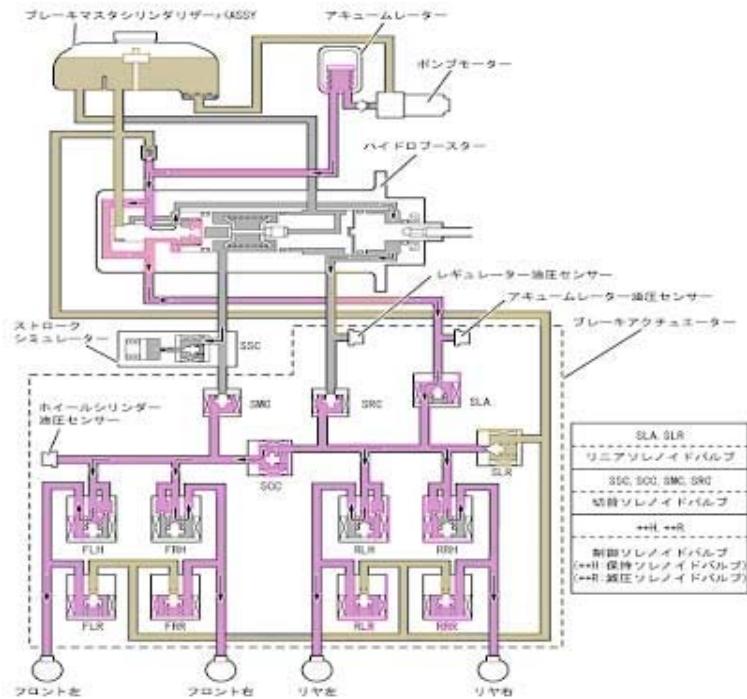 ブレーキマスタシリンダリザーバASSY
アキュームレーター
ポンプモーター
ハイドロブースター
レギュレーター油圧センサー
アキュームレーター油圧センサー
ブレーキアクチュエーター
ストローク
シミュレーター
SSC
ホイールシリンダー
油圧センサー
SMC
SRC
SLA
SCC
SLR
FLH
FRH
RLH
RRH
FLR
FRR
RLR
RRR
フロント左
フロント右
リヤ左
リヤ右
SLA,SLR
リニアソレノイドバルブ
SSC,SCC,SMC,SRC
切替ソレノイドバルブ
**H,**R
制御ソレノイドバルブ
(**H:保持ソレノイドバルブ)
(**R:減圧ソレノイドバルブ)